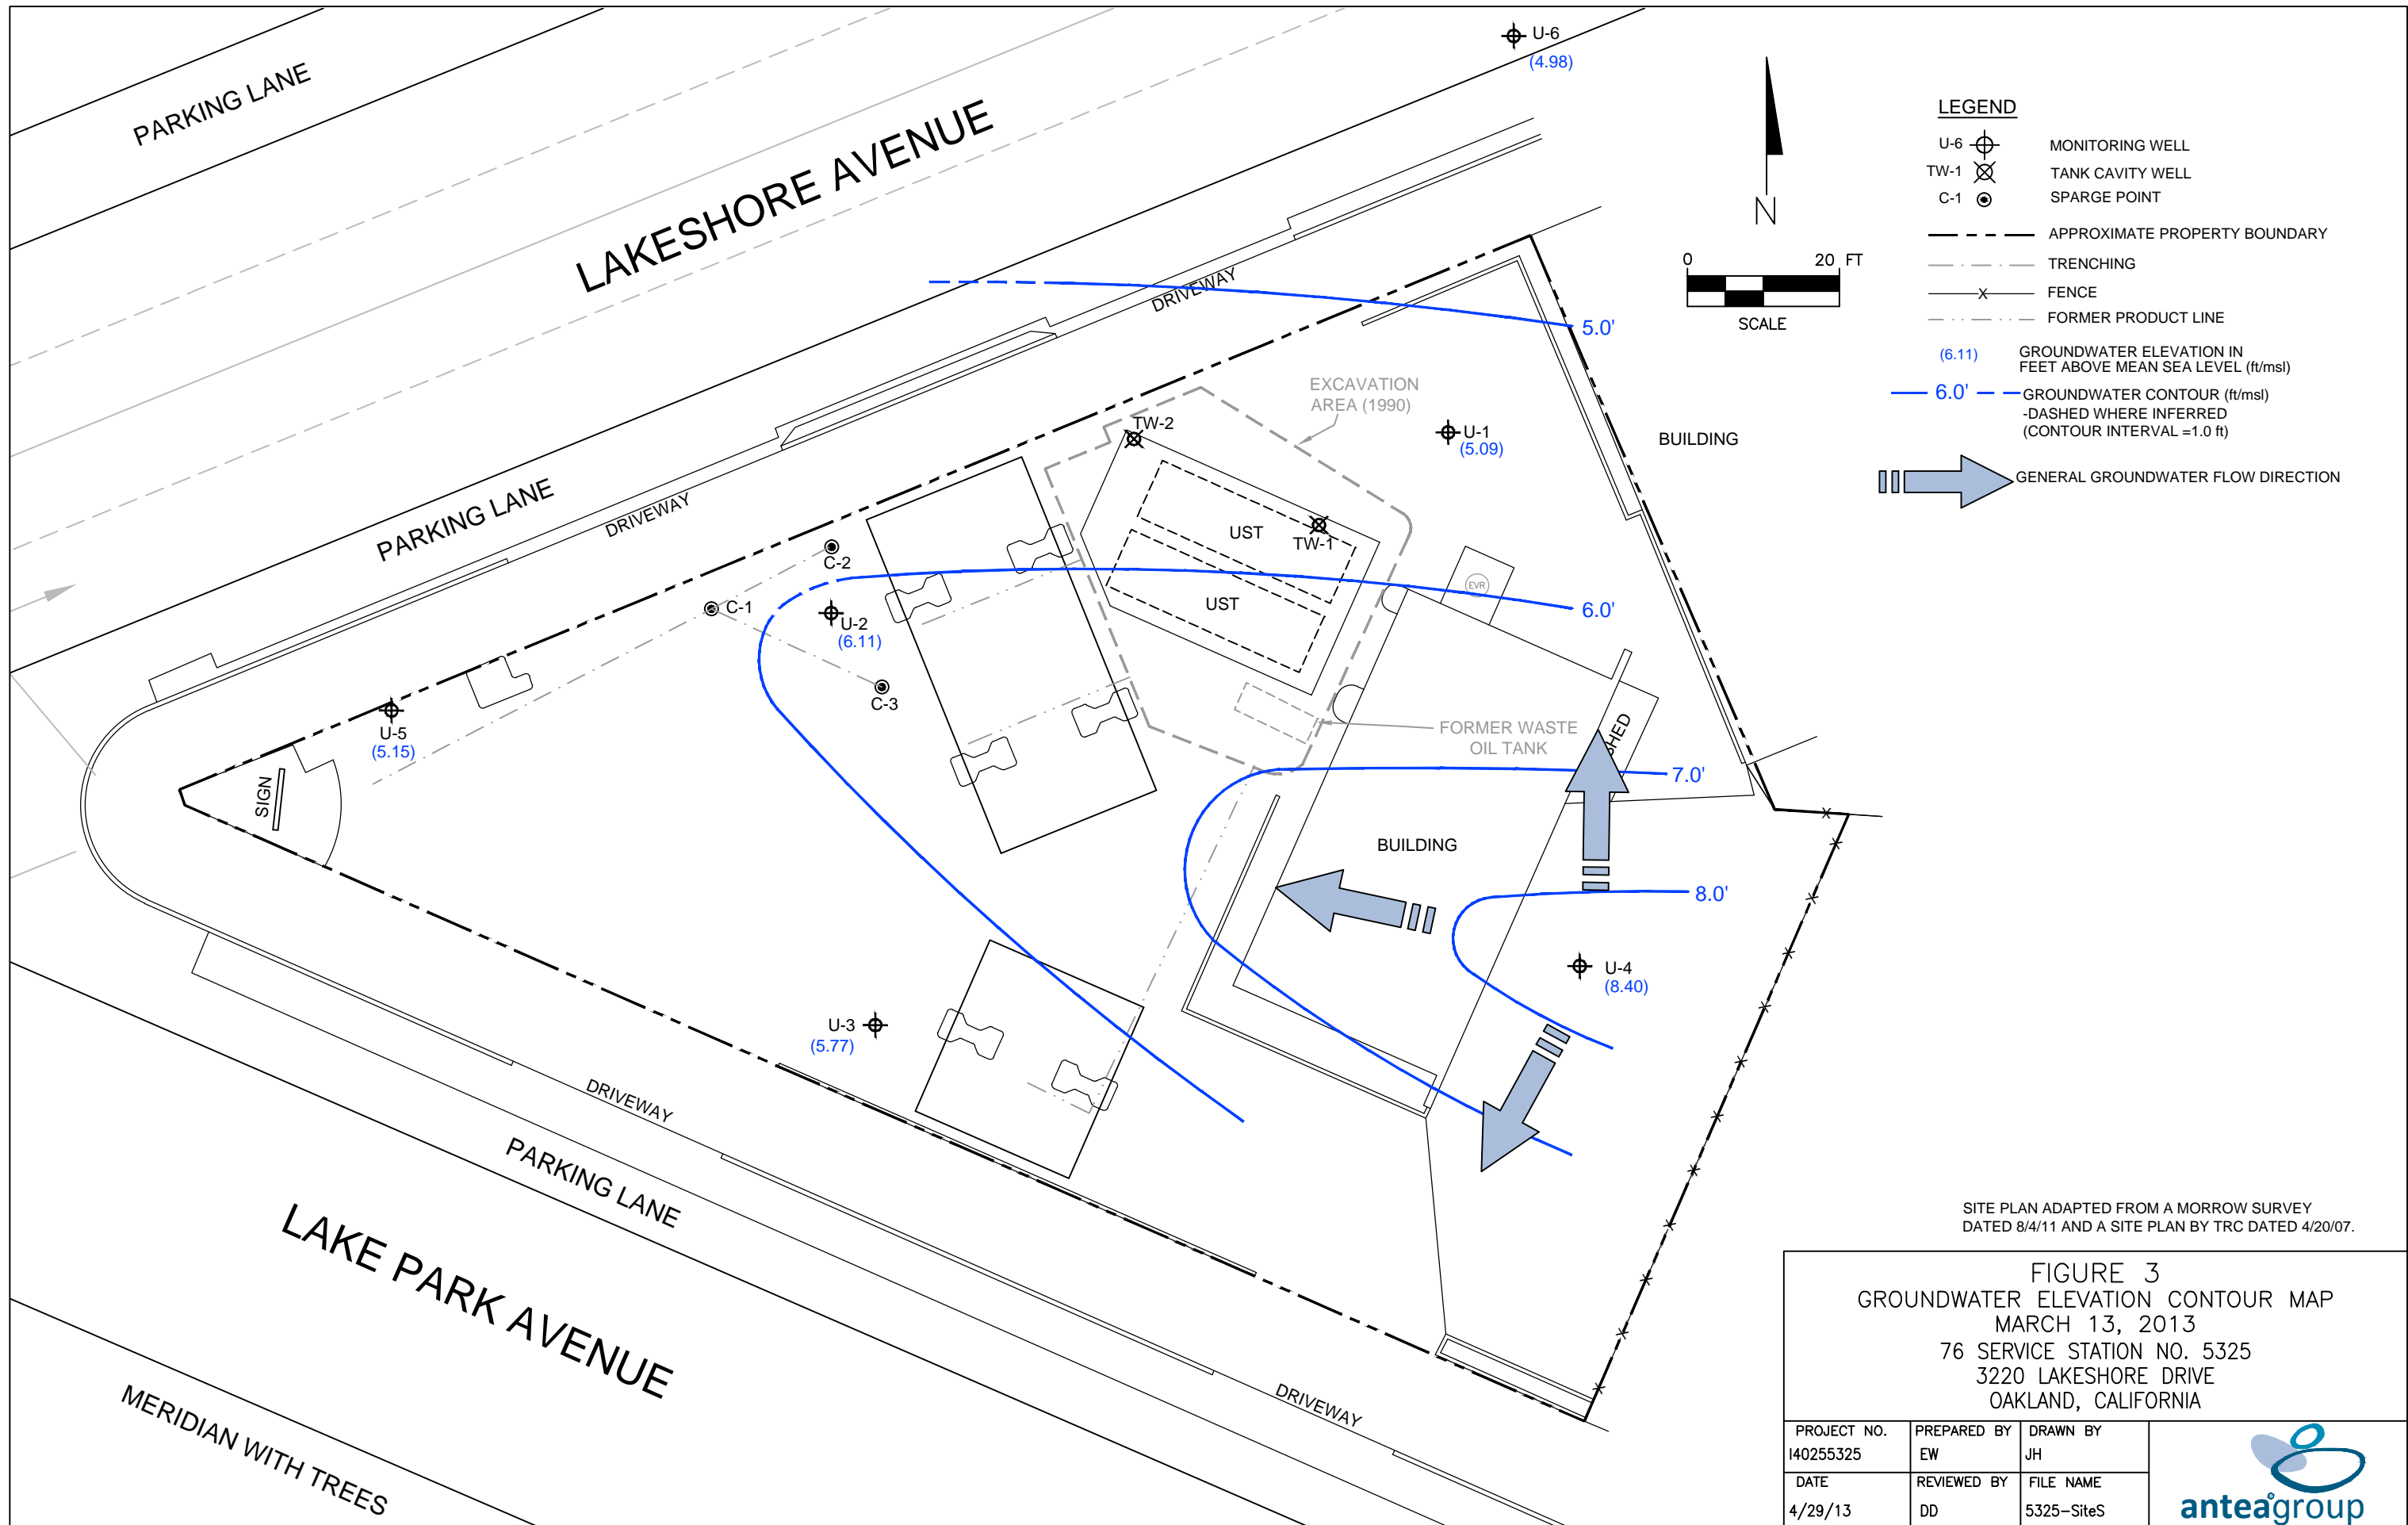 U-6
(4.98)
PARKING LANE
LAKESHORE AVENUE
N
0 20 FT
SCALE
LEGEND
U-6 MONITORING WELL
TW-1 TANK CAVITY WELL
C-1 SPARGE POINT
APPROXIMATE PROPERTY BOUNDARY
TRENCHING
X FENCE
FORMER PRODUCT LINE
(6.11) GROUNDWATER ELEVATION IN
FEET ABOVE MEAN SEA LEVEL (ft/msl)
6.0' GROUNDWATER CONTOUR (ft/msl)
-DASHED WHERE INFERRED
(CONTOUR INTERVAL =1.0 ft)
GENERAL GROUNDWATER FLOW DIRECTION
DRIVEWAY
5.0'
EXCAVATION
AREA (1990)
TW-2
U-1
(5.09)
BUILDING
PARKING LANE
DRIVEWAY
UST
TW-1
C-2
EVR
C-1
UST
6.0'
U-2
(6.11)
C-3
U-5
(5.15)
FORMER WASTE
OIL TANK
SHED
7.0'
SIGN
BUILDING
8.0'
U-4
(8.40)
U-3
(5.77)
DRIVEWAY
PARKING LANE
LAKE PARK AVENUE
DRIVEWAY
MERIDIAN WITH TREES
SITE PLAN ADAPTED FROM A MORROW SURVEY
DATED 8/4/11 AND A SITE PLAN BY TRC DATED 4/20/07.
FIGURE 3
GROUNDWATER ELEVATION CONTOUR MAP
MARCH 13, 2013
76 SERVICE STATION NO. 5325
3220 LAKESHORE DRIVE
OAKLAND, CALIFORNIA
PROJECT NO. PREPARED BY DRAWN BY
I40255325 EW JH
DATE REVIEWED BY FILE NAME
4/29/13 DD 5325-SiteS
anteagroup